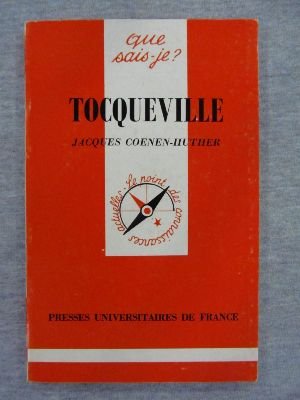 que
sais-je?
TOCQUEVILLE
JACQUES COENEN-HUTHER
Le point des connaissances actuelles
PRESSES UNIVERSITAIRES DE FRANCE